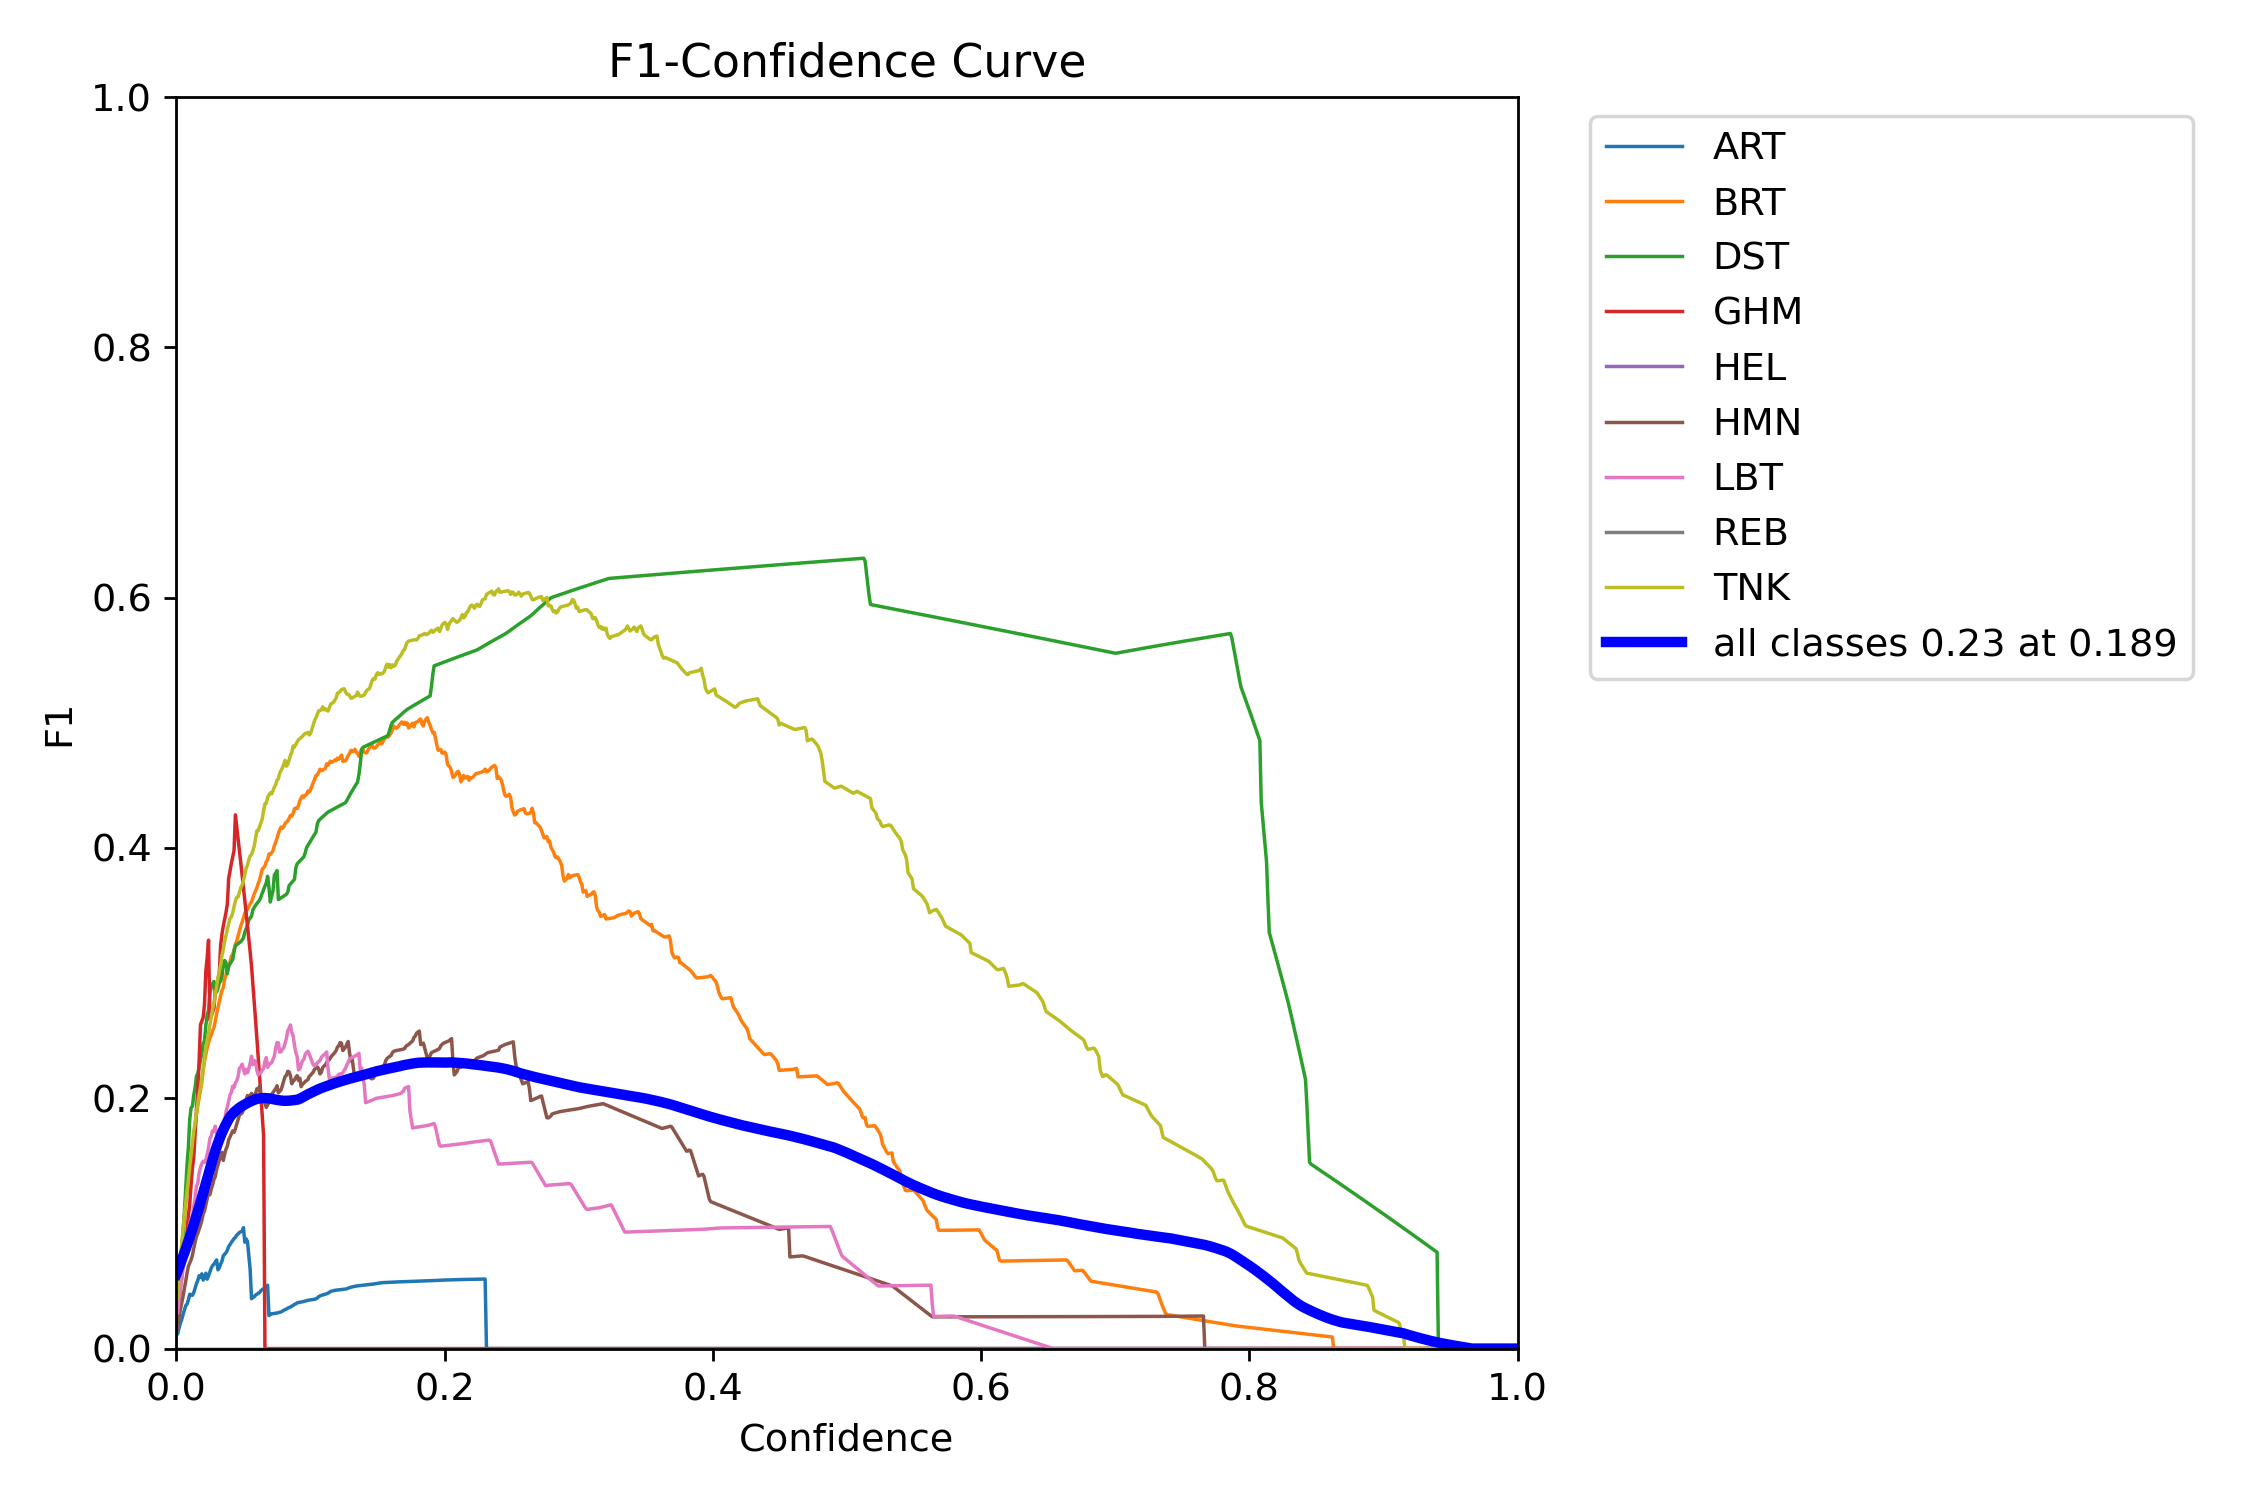 F1-Confidence Curve
1.0
0.8
0.6
0.4
0.2
0.0
F1
0.0 0.2 0.4 0.6 0.8 1.0
Confidence
ART
BRT
DST
GHM
HEL
HMN
LBT
REB
TNK
all classes 0.23 at 0.189